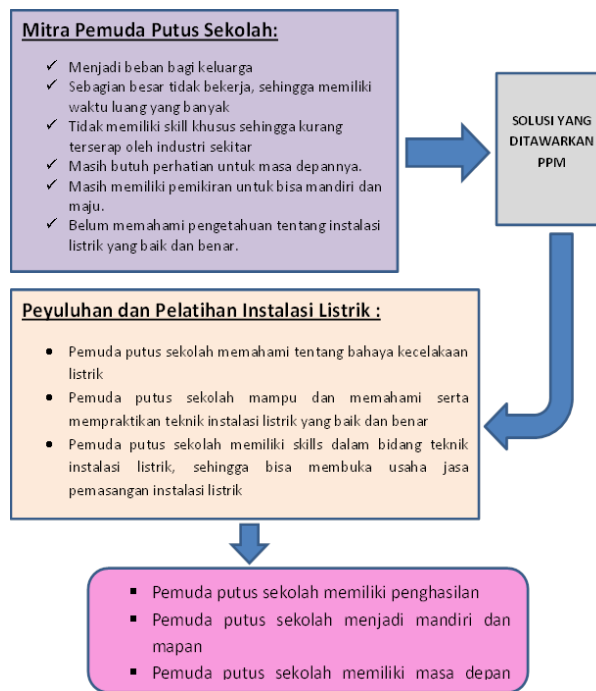 Mitra Pemuda Putus Sekolah:
✓ Menjadi beban bagi keluarga
✓ Sebagian besar tidak bekerja, sehingga memiliki
waktu luang yang banyak
✓ Tidak memiliki skill khusus sehingga kurang
terserap oleh industri sekitar
✓ Masih butuh perhatian untuk masa depannya.
✓ Masih memiliki pemikiran untuk bisa mandiri dan
maju.
✓ Belum memahami pengetahuan tentang instalasi
listrik yang baik dan benar.
SOLUSI YANG
DITAWARKAN
PPM
Peyuluhan dan Pelatihan Instalasi Listrik :
• Pemuda putus sekolah memahami tentang bahaya kecelakaan
listrik
• Pemuda putus sekolah mampu dan memahami serta
mempraktikan teknik instalasi listrik yang baik dan benar
• Pemuda putus sekolah memiliki skills dalam bidang teknik
instalasi listrik, sehingga bisa membuka usaha jasa
pemasangan instalasi listrik
▪ Pemuda putus sekolah memiliki penghasilan
▪ Pemuda putus sekolah menjadi mandiri dan
mapan
▪ Pemuda putus sekolah memiliki masa depan